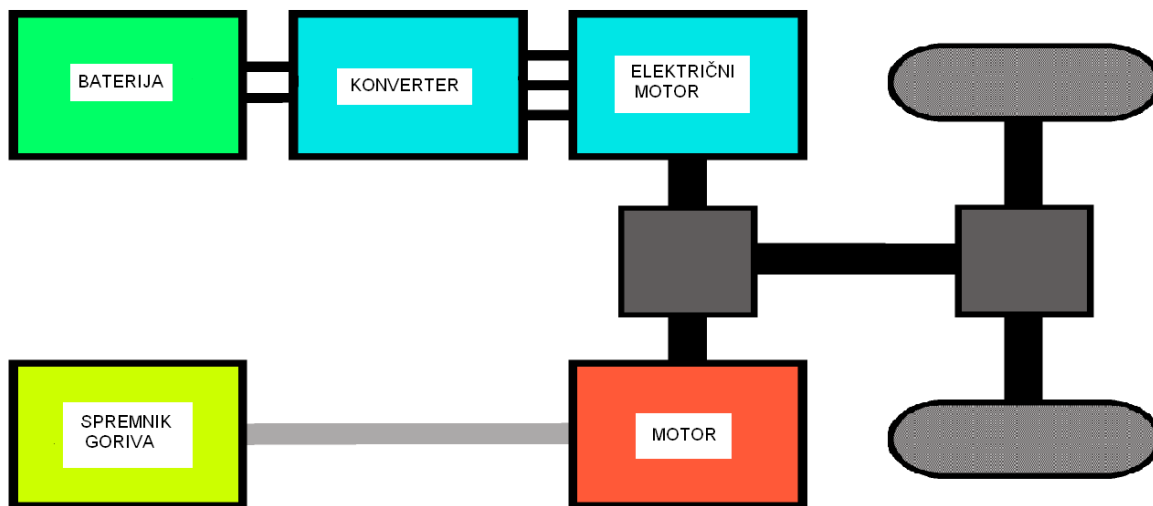 BATERIJA
KONVERTER
ELEKTRIČNI
MOTOR
SPREMNIK
GORIVA
MOTOR